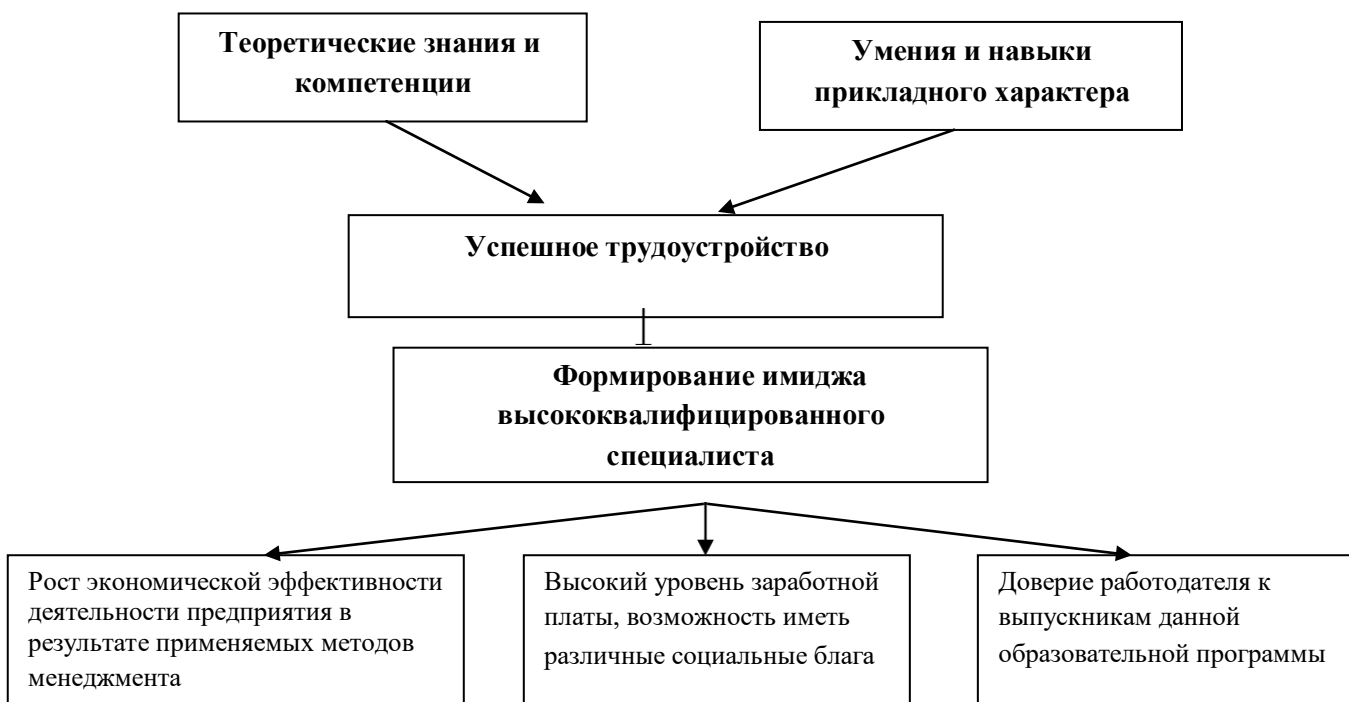 Теоретические знания и
компетенции
Умения и навыки
прикладного характера
Успешное трудоустройство
Формирование имиджа
высококвалифицированного
специалиста
Рост экономической эффективности
деятельности предприятия в
результате применяемых методов
менеджмента
Высокий уровень заработной
платы, возможность иметь
различные социальные блага
Доверие работодателя к
выпускникам данной
образовательной программы